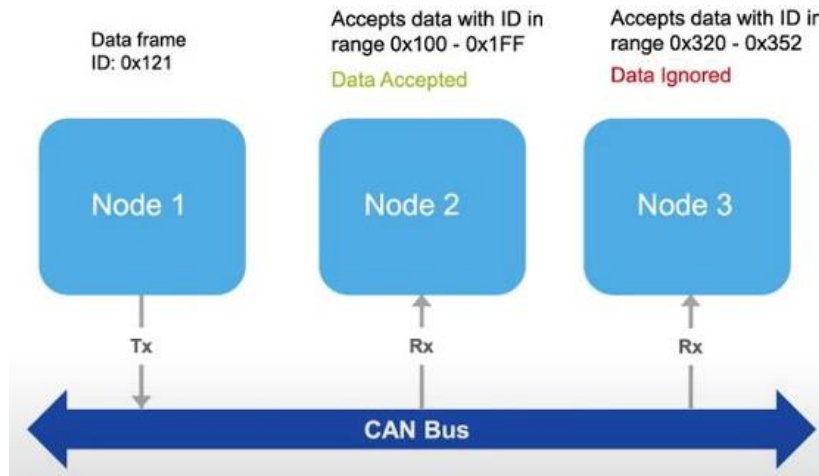 Data frame
ID: 0x121
Accepts data with ID in
range 0x100 - 0x1FF
Data Accepted
Accepts data with ID in
range 0x320 - 0x352
Data Ignored
Node 1
Node 2
Node 3
Tx
Rx
Rx
CAN Bus